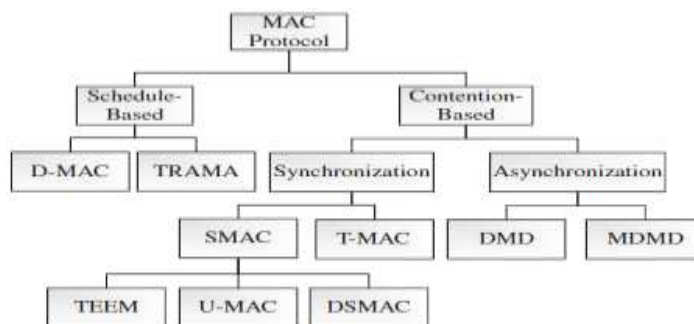 MAC
Protocol
Schedule-
Based
Contention-
Based
D-MAC
TRAMA
Synchronization
Asynchronization
SMAC
T-MAC
DMD
MDMD
TEEM
U-MAC
DSMAC